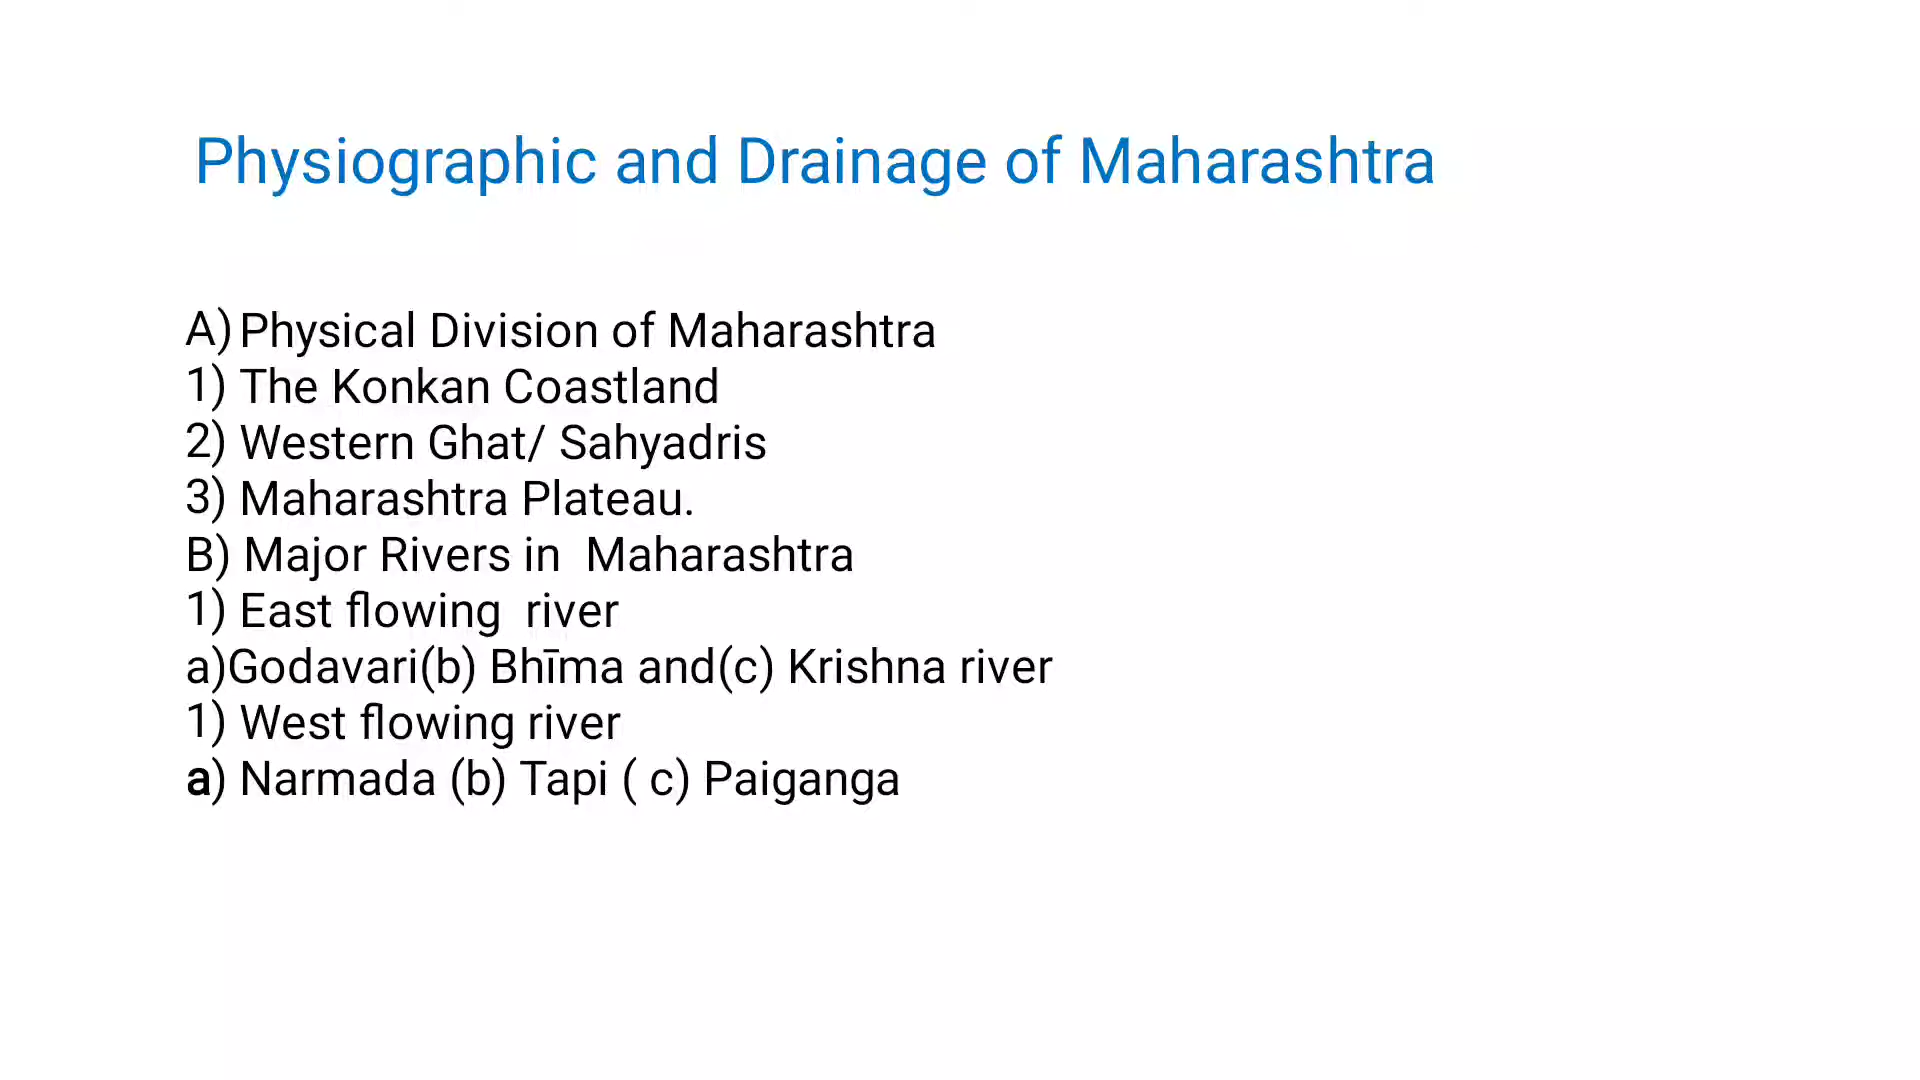 Physiographic and Drainage of Maharashtra
A) Physical Division of Maharashtra
1) The Konkan Coastland
2) Western Ghat/ Sahyadris
3) Maharashtra Plateau.
B) Major Rivers in  Maharashtra
1) East flowing  river
a)Godavari(b) Bhīma and(c) Krishna river
1) West flowing river
a) Narmada (b) Tapi ( c) Paiganga